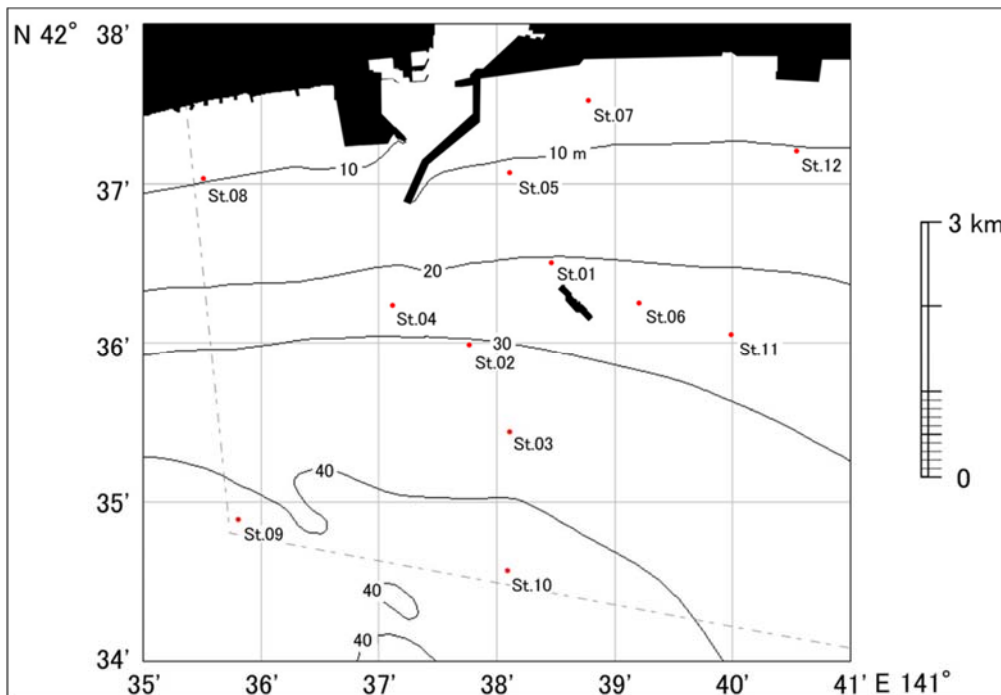 N 42° 38'
3 km
St.07
10 m
St.12
10
St.05
37'
St.08
20
St.01
St.04
St.06
36'
30
St.02
St.11
St.03
40
0
35'
St.09
St.10
40
40
34'
35' 36' 37' 38' 39' 40' 41' E 141°